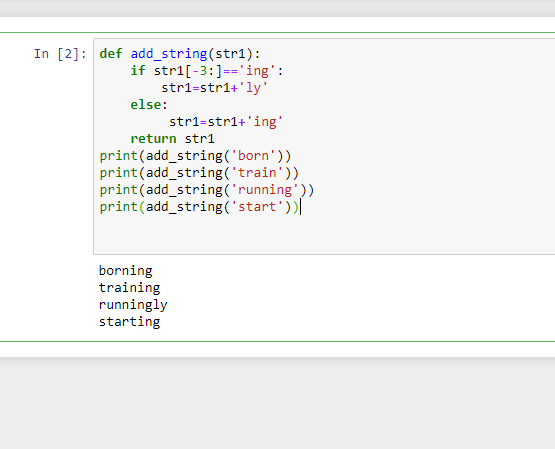 In [2]: def add_string(str1):
    if str1[-3:]=='ing':
        str1=str1+'ly'
    else:
         str1=str1+'ing'
    return str1
print(add_string('born'))
print(add_string('train'))
print(add_string('running'))
print(add_string('start'))
borning
training
runningly
starting